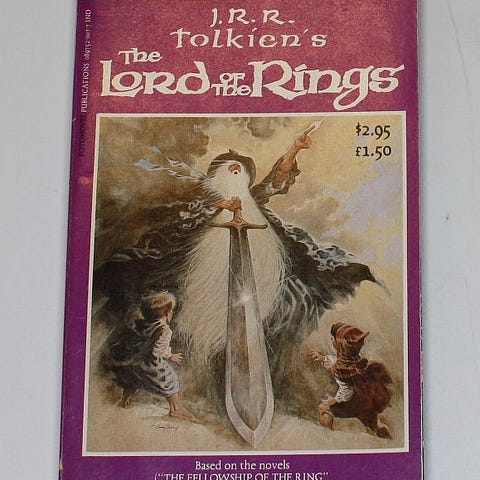 J.R.R.
Tolkien's
The
Lord of the Rings
$2.95
£1.50
Based on the novels
("THE FELLOWSHIP OF THE RING"
PUBLICATIONS